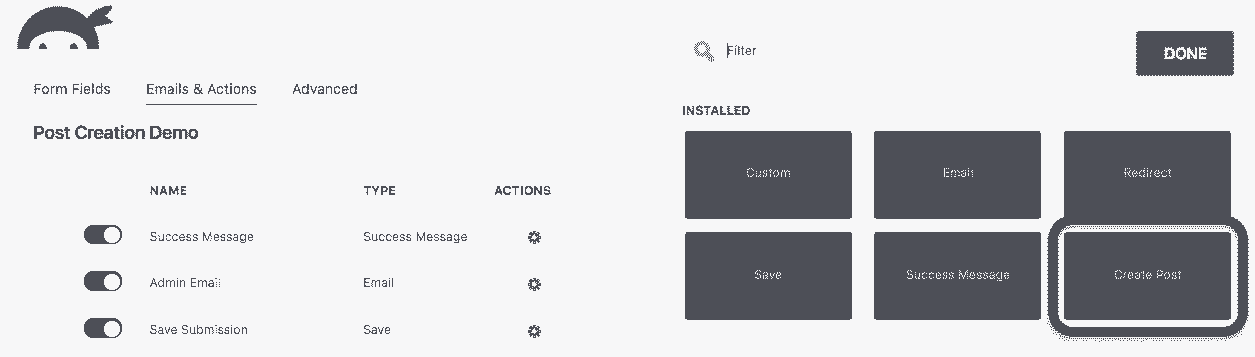 Filter
DONE
Form Fields Emails & Actions Advanced
Post Creation Demo
NAME TYPE ACTIONS
Success Message Success Message
Admin Email Email
Save Submission Save
INSTALLED
Custom Email Redirect
Save Success Message Create Post